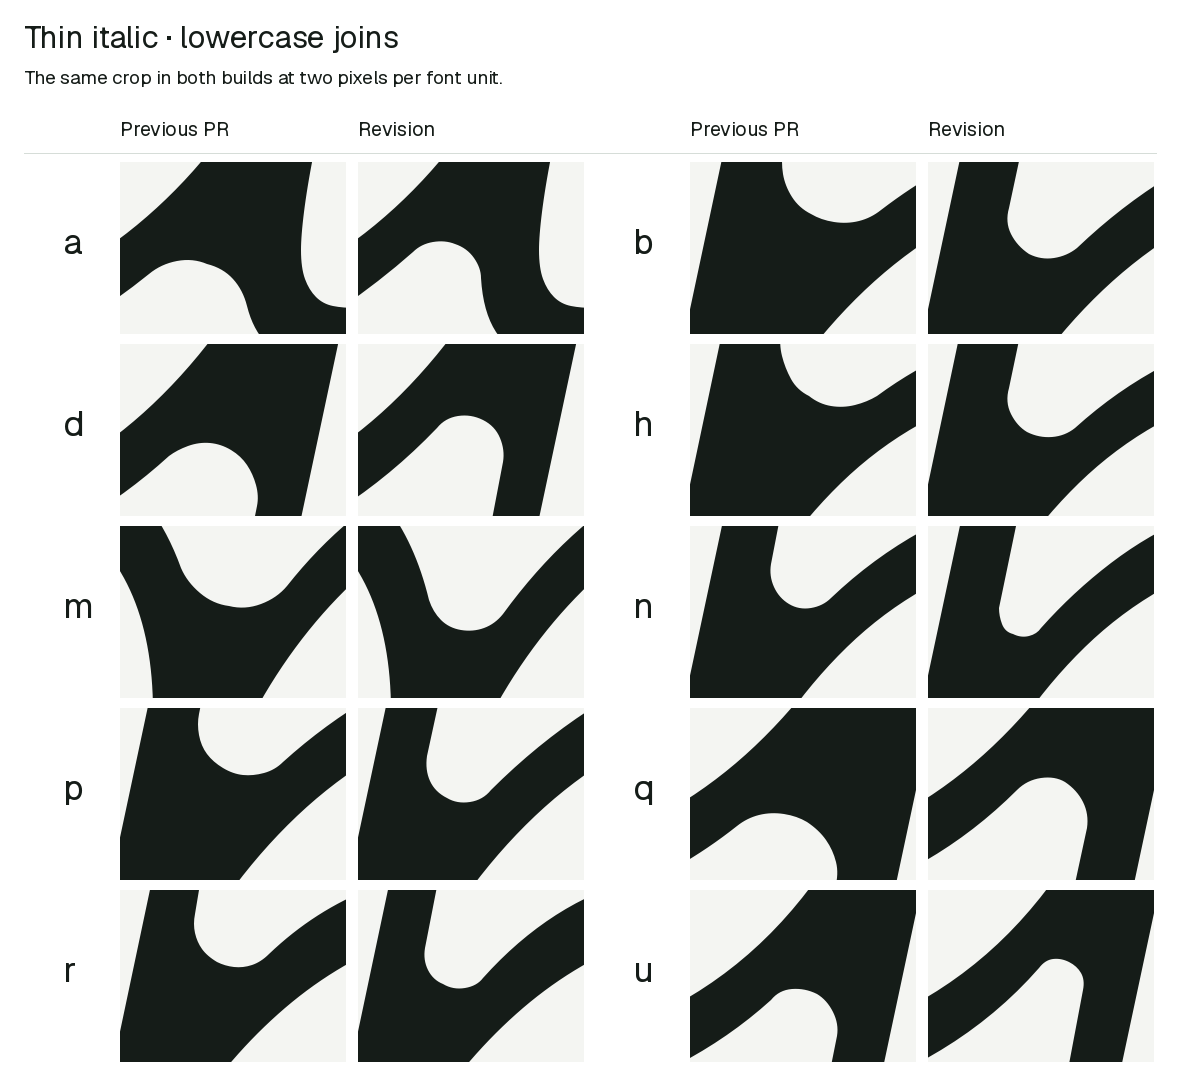 Thin italic · lowercase joins
The same crop in both builds at two pixels per font unit.
Previous PR Revision Previous PR Revision
a b
d h
m n
p q
r u